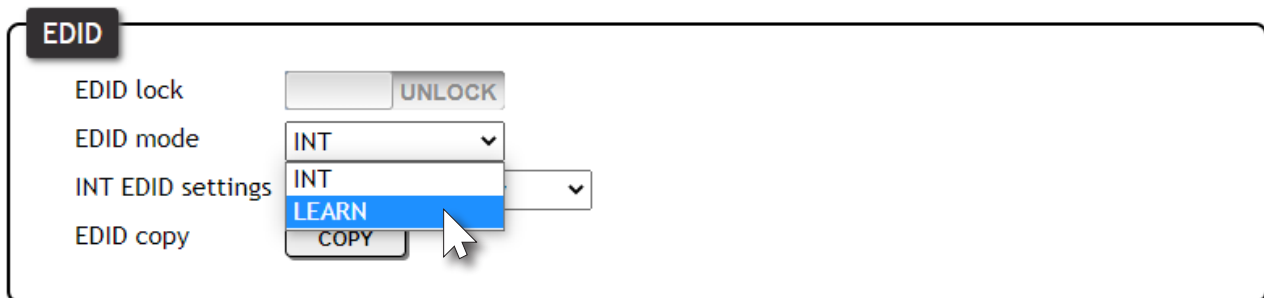 EDID
EDID lock UNLOCK
EDID mode INT
INT
INT EDID settings
LEARN
EDID copy COPY